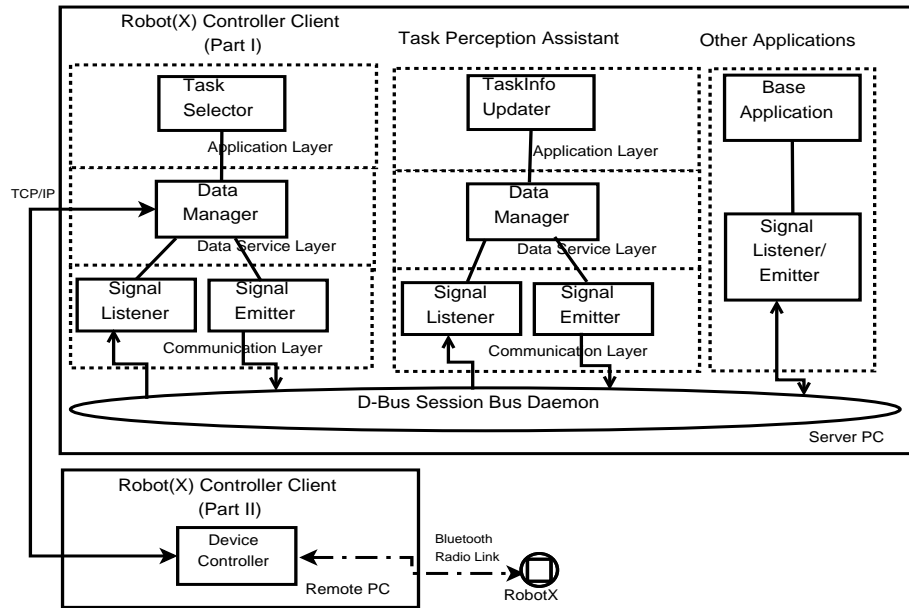 Robot(X) Controller Client
(Part I)
Task Perception Assistant
Other Applications
Task
Selector
Application Layer
TaskInfo
Updater
Application Layer
Base
Application
TCP/IP
Data
Manager
Data Service Layer
Data
Manager
Data Service Layer
Signal
Listener/
Emitter
Signal
Listener
Signal
Emitter
Communication Layer
Signal
Listener
Signal
Emitter
Communication Layer
D-Bus Session Bus Daemon
Server PC
Robot(X) Controller Client
(Part II)
Device
Controller
Remote PC
Bluetooth
Radio Link
RobotX